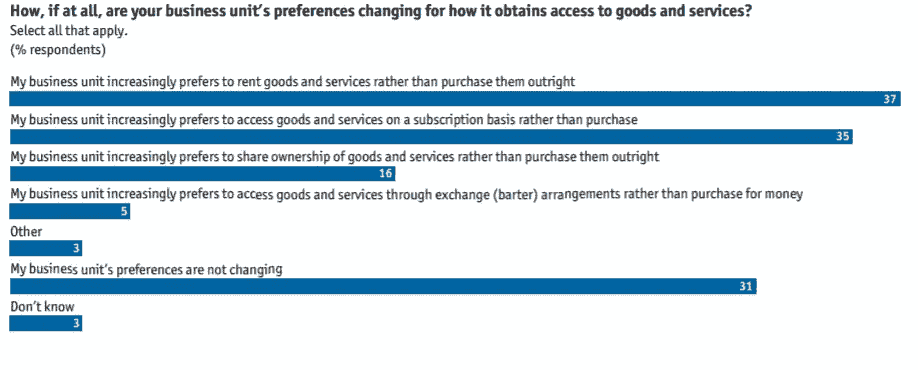 How, if at all, are your business unit's preferences changing for how it obtains access to goods and services?
Select all that apply.
(% respondents)
My business unit increasingly prefers to rent goods and services rather than purchase them outright
37
My business unit increasingly prefers to access goods and services on a subscription basis rather than purchase
35
My business unit increasingly prefers to share ownership of goods and services rather than purchase them outright
16
My business unit increasingly prefers to access goods and services through exchange (barter) arrangements rather than purchase for money
5
Other
3
My business unit's preferences are not changing
31
Don't know
3